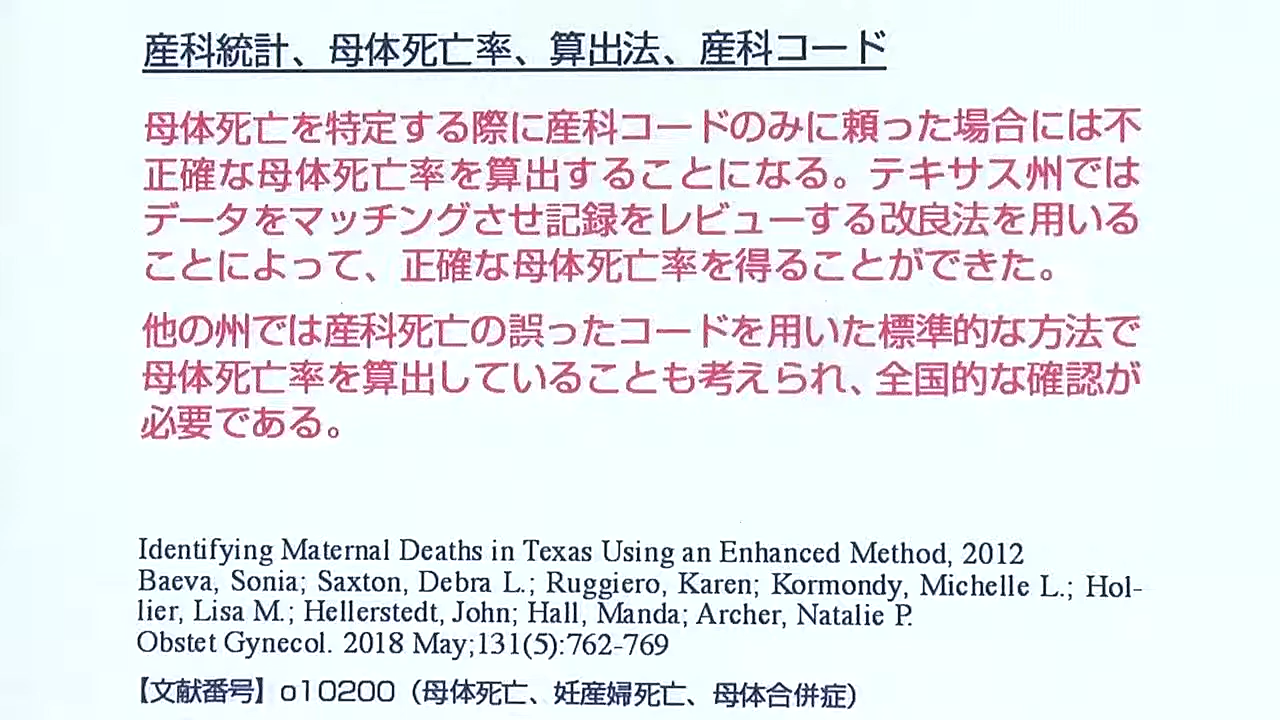 産科統計、母体死亡率、算出法、産科コード
母体死亡を特定する際に産科コードのみに頼った場合には不
正確な母体死亡率を算出することになる。テキサス州では
データをマッチングさせ記録をレビューする改良法を用いる
ことによって、正確な母体死亡率を得ることができた。
他の州では産科死亡の誤ったコードを用いた標準的な方法で
母体死亡率を算出していることも考えられ、全国的な確認が
必要である。
Identifying Maternal Deaths in Texas Using an Enhanced Method, 2012
Baeva, Sonia; Saxton, Debra L.; Ruggiero, Karen; Kormondy, Michelle L.; Hol-
lier, Lisa M.; Hellerstedt, John; Hall, Manda; Archer, Natalie P.
Obstet Gynecol. 2018 May;131(5):762-769
【文献番号】o10200（母体死亡、妊産婦死亡、母体合併症）